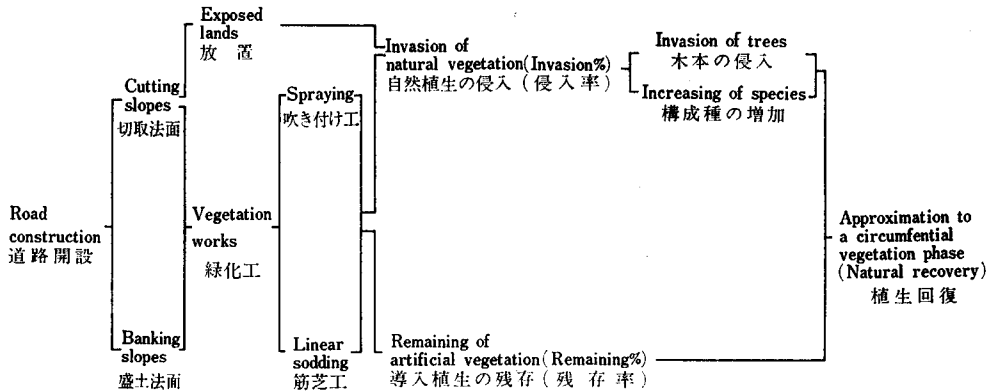 Exposed
lands
放置
Cutting
slopes
切取法面
Road
construction
道路開設
Banking
slopes
盛土法面
Vegetation
works
緑化工
Spraying
吹き付け工
Linear
sodding
筋芝工
Invasion of
natural vegetation(Invasion%)
自然植生の侵入(侵入率)
Remaining of
artificial vegetation(Remaining%)
導入植生の残存(残存率)
Invasion of trees
木本の侵入
Increasing of species
構成種の増加
Approximation to
a circumfential
vegetation phase
(Natural recovery)
植生回復